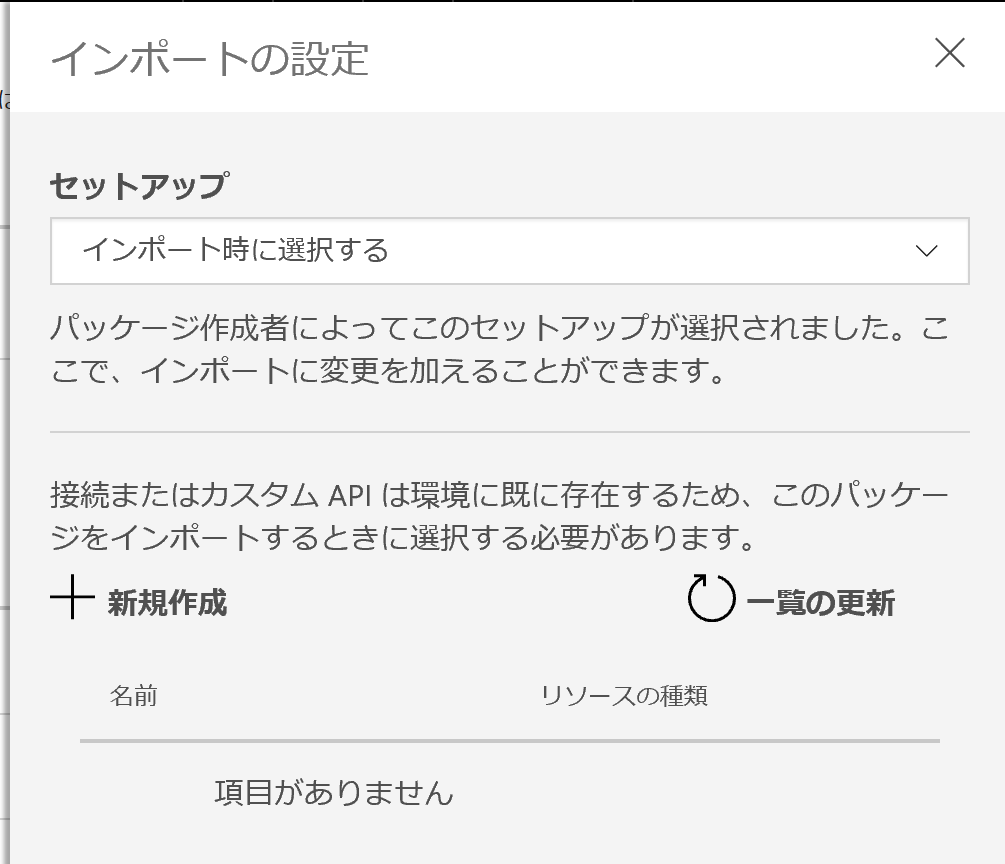 インポートの設定
セットアップ
インポート時に選択する
パッケージ作成者によってこのセットアップが選択されました。こ
こで、インポートに変更を加えることができます。
接続またはカスタム API は環境に既に存在するため、このパッケー
ジをインポートするときに選択する必要があります。
新規作成
一覧の更新
名前
リソースの種類
項目がありません